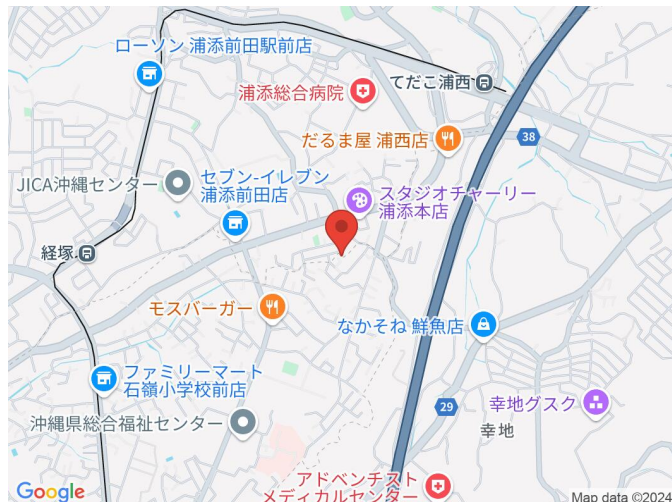 ローソン 浦添前田駅前店
てだこ浦西
浦添総合病院
38
だるま屋 浦西店
セブン-イレブン
浦添前田店
JICA沖縄センター
スタジオチャーリー
浦添本店
経塚
モスバーガー
なかそね 鮮魚店
ファミリーマート
石嶺小学校前店
29
幸地グスク
沖縄県総合福祉センター
幸地
アドベンチスト
メディカルセンター
Google
Map data ©2024